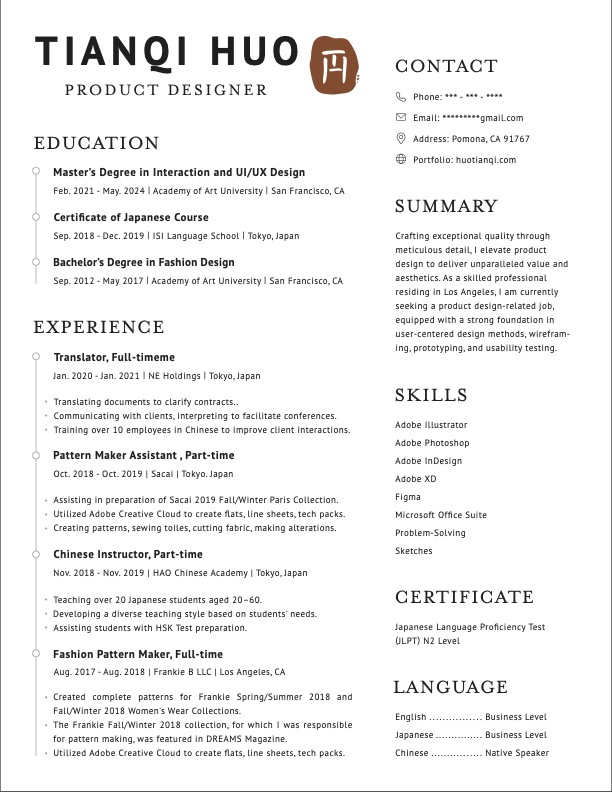 TIANQI HUO
PRODUCT DESIGNER
EDUCATION
Master's Degree in Interaction and UI/UX Design
Feb. 2021 - May. 2024 | Academy of Art University | San Francisco, CA
Certificate of Japanese Course
Sep. 2018 - Dec. 2019 | ISI Language School | Tokyo, Japan
Bachelor's Degree in Fashion Design
Sep. 2012 - May 2017 | Academy of Art University | San Francisco, CA
EXPERIENCE
Translator, Full-timeme
Jan. 2020 - Jan. 2021 | NE Holdings | Tokyo, Japan
• Translating documents to clarify contracts..
• Communicating with clients, interpreting to facilitate conferences.
• Training over 10 employees in Chinese to improve client interactions.
Pattern Maker Assistant , Part-time
Oct. 2018 - Oct. 2019 | Sacai | Tokyo. Japan
• Assisting in preparation of Sacai 2019 Fall/Winter Paris Collection.
• Utilized Adobe Creative Cloud to create flats, line sheets, tech packs.
• Creating patterns, sewing toiles, cutting fabric, making alterations.
Chinese Instructor, Part-time
Nov. 2018 - Nov. 2019 | HAO Chinese Academy | Tokyo, Japan
• Teaching over 20 Japanese students aged 20–60.
• Developing a diverse teaching style based on students' needs.
• Assisting students with HSK Test preparation.
Fashion Pattern Maker, Full-time
Aug. 2017 - Aug. 2018 | Frankie B LLC | Los Angeles, CA
• Created complete patterns for Frankie Spring/Summer 2018 and
Fall/Winter 2018 Women's Wear Collections.
• The Frankie Fall/Winter 2018 collection, for which I was responsible
for pattern making, was featured in DREAMS Magazine.
• Utilized Adobe Creative Cloud to create flats, line sheets, tech packs.
CONTACT
Phone: *** - *** - ****
Email: *********gmail.com
Address: Pomona, CA 91767
Portfolio: huotianqi.com
SUMMARY
Crafting exceptional quality through
meticulous detail, I elevate product
design to deliver unparalleled value and
aesthetics. As a skilled professional
residing in Los Angeles, I am currently
seeking a product design-related job,
equipped with a strong foundation in
user-centered design methods, wirefram-
ing, prototyping, and usability testing.
SKILLS
Adobe Illustrator
Adobe Photoshop
Adobe InDesign
Adobe XD
Figma
Microsoft Office Suite
Problem-Solving
Sketches
CERTIFICATE
Japanese Language Proficiency Test
(JLPT) N2 Level
LANGUAGE
English ................ Business Level
Japanese .............. Business Level
Chinese ................ Native Speaker